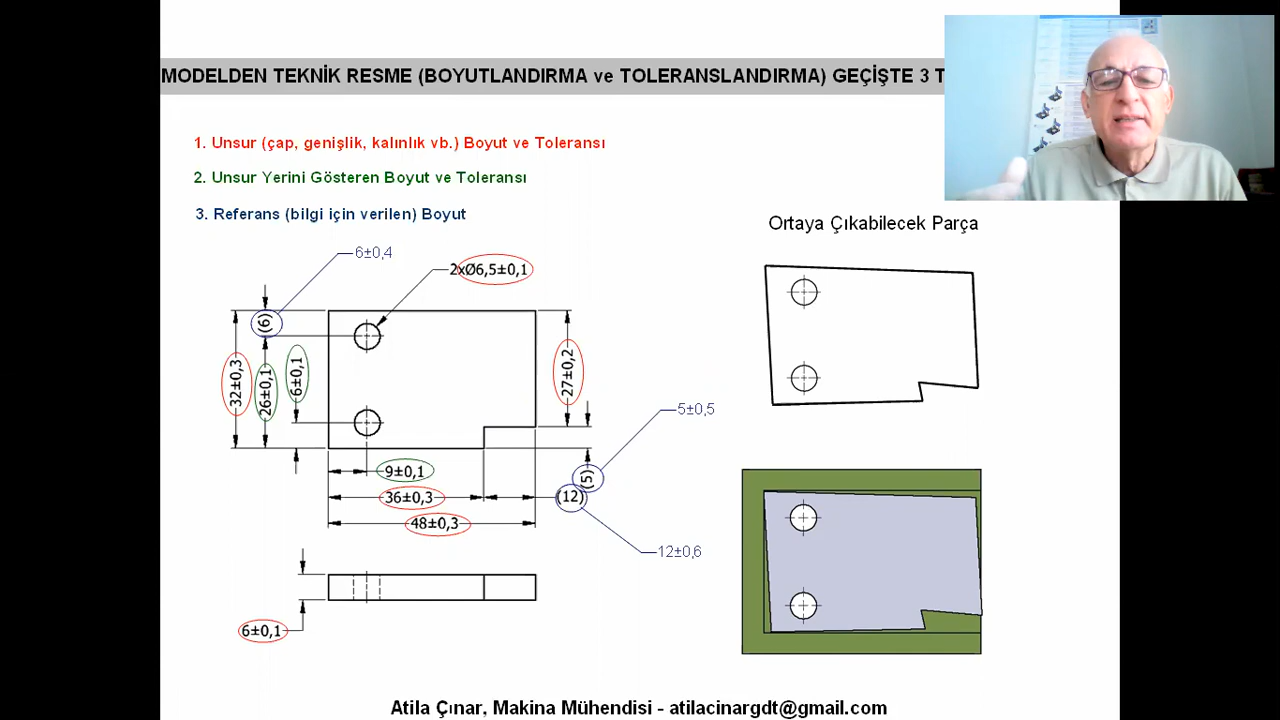 MODELDEN TEKNİK RESME (BOYUTLANDIRMA ve TOLERANSLANDIRMA) GEÇİŞTE 3 T
1. Unsur (çap, genişlik, kalınlık vb.) Boyut ve Toleransı
2. Unsur Yerini Gösteren Boyut ve Toleransı
3. Referans (bilgi için verilen) Boyut
Ortaya Çıkabilecek Parça
6±0,4
2xØ6,5±0,1
(6)
32±0,3
26±0,1
6±0,1
27±0,2
5±0,5
9±0,1
(5)
36±0,3
(12)
48±0,3
12±0,6
6±0,1
Atila Çınar, Makina Mühendisi - atilacinargdt@gmail.com